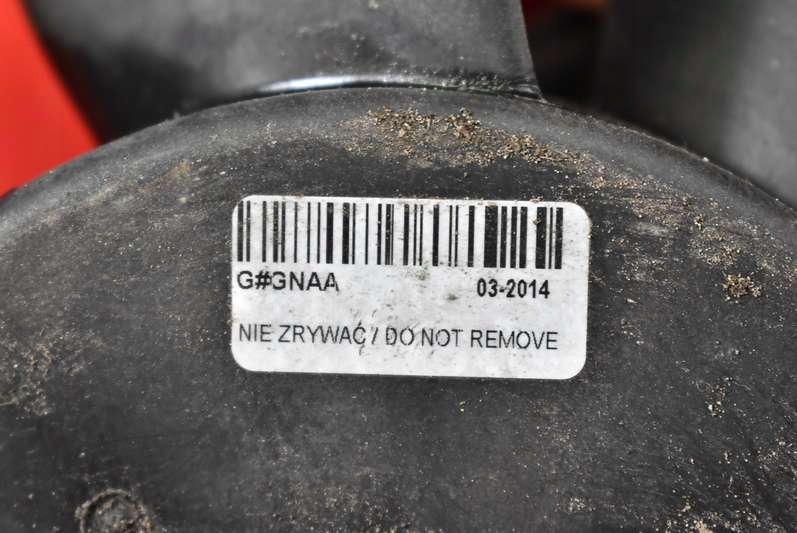 G#GNAA 03-2014
NIE ZRYWAĆ / DO NOT REMOVE